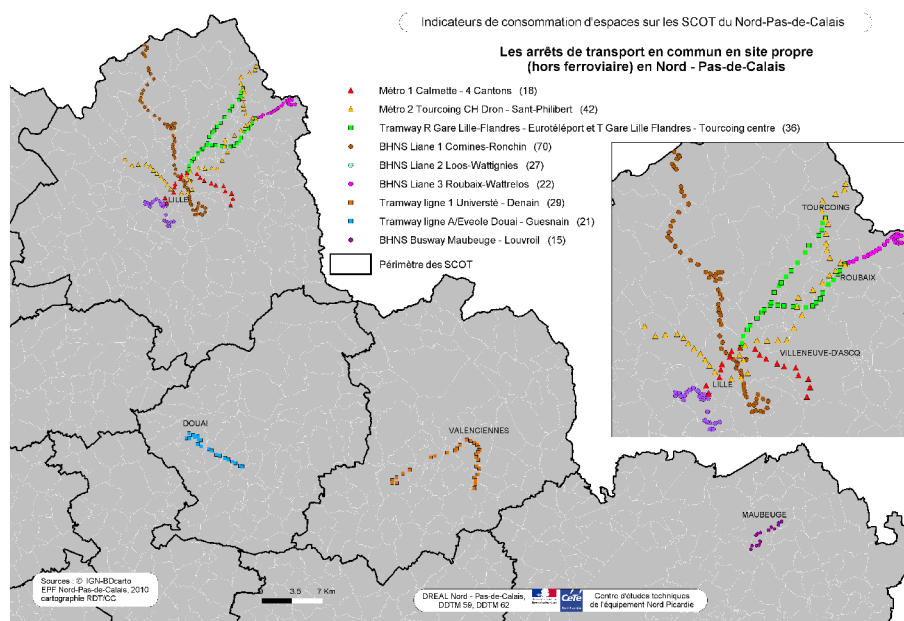 Indicateurs de consommation d'espaces sur les SCOT du Nord-Pas-de-Calais
Les arrêts de transport en commun en site propre
(hors ferroviaire) en Nord - Pas-de-Calais
Métro 1 Calmette - 4 Cantons (18)
Métro 2 Tourcoing CH Dron - Sant-Philibert (42)
Tramway R Gare Lille-Flandres - Eurotéléport et T Gare Lille Flandres - Tourcoing centre (36)
BHNS Liane 1 Comines-Ronchin (70)
BHNS Liane 2 Loos-Wattignies (27)
BHNS Liane 3 Roubaix-Wattrelos (22)
Tramway ligne 1 Universté - Denain (29)
Tramway ligne A/Eveole Douai - Guesnain (21)
BHNS Busway Maubeuge - Louvroil (15)
Périmètre des SCOT
LILLE
TOURCOING
ROUBAIX
VILLENEUVE-D'ASCQ
LILLE
DOUAI
VALENCIENNES
MAUBEUGE
Sources : © IGN-BDcarto
EPF Nord-Pas-de-Calais, 2010
cartographie RDT/CC
0 3.5 7 Km
DREAL Nord - Pas-de-Calais,
DDTM 59, DDTM 62
CeTe
Nord Picardie
Centre d'études techniques
de l'équipement Nord Picardie